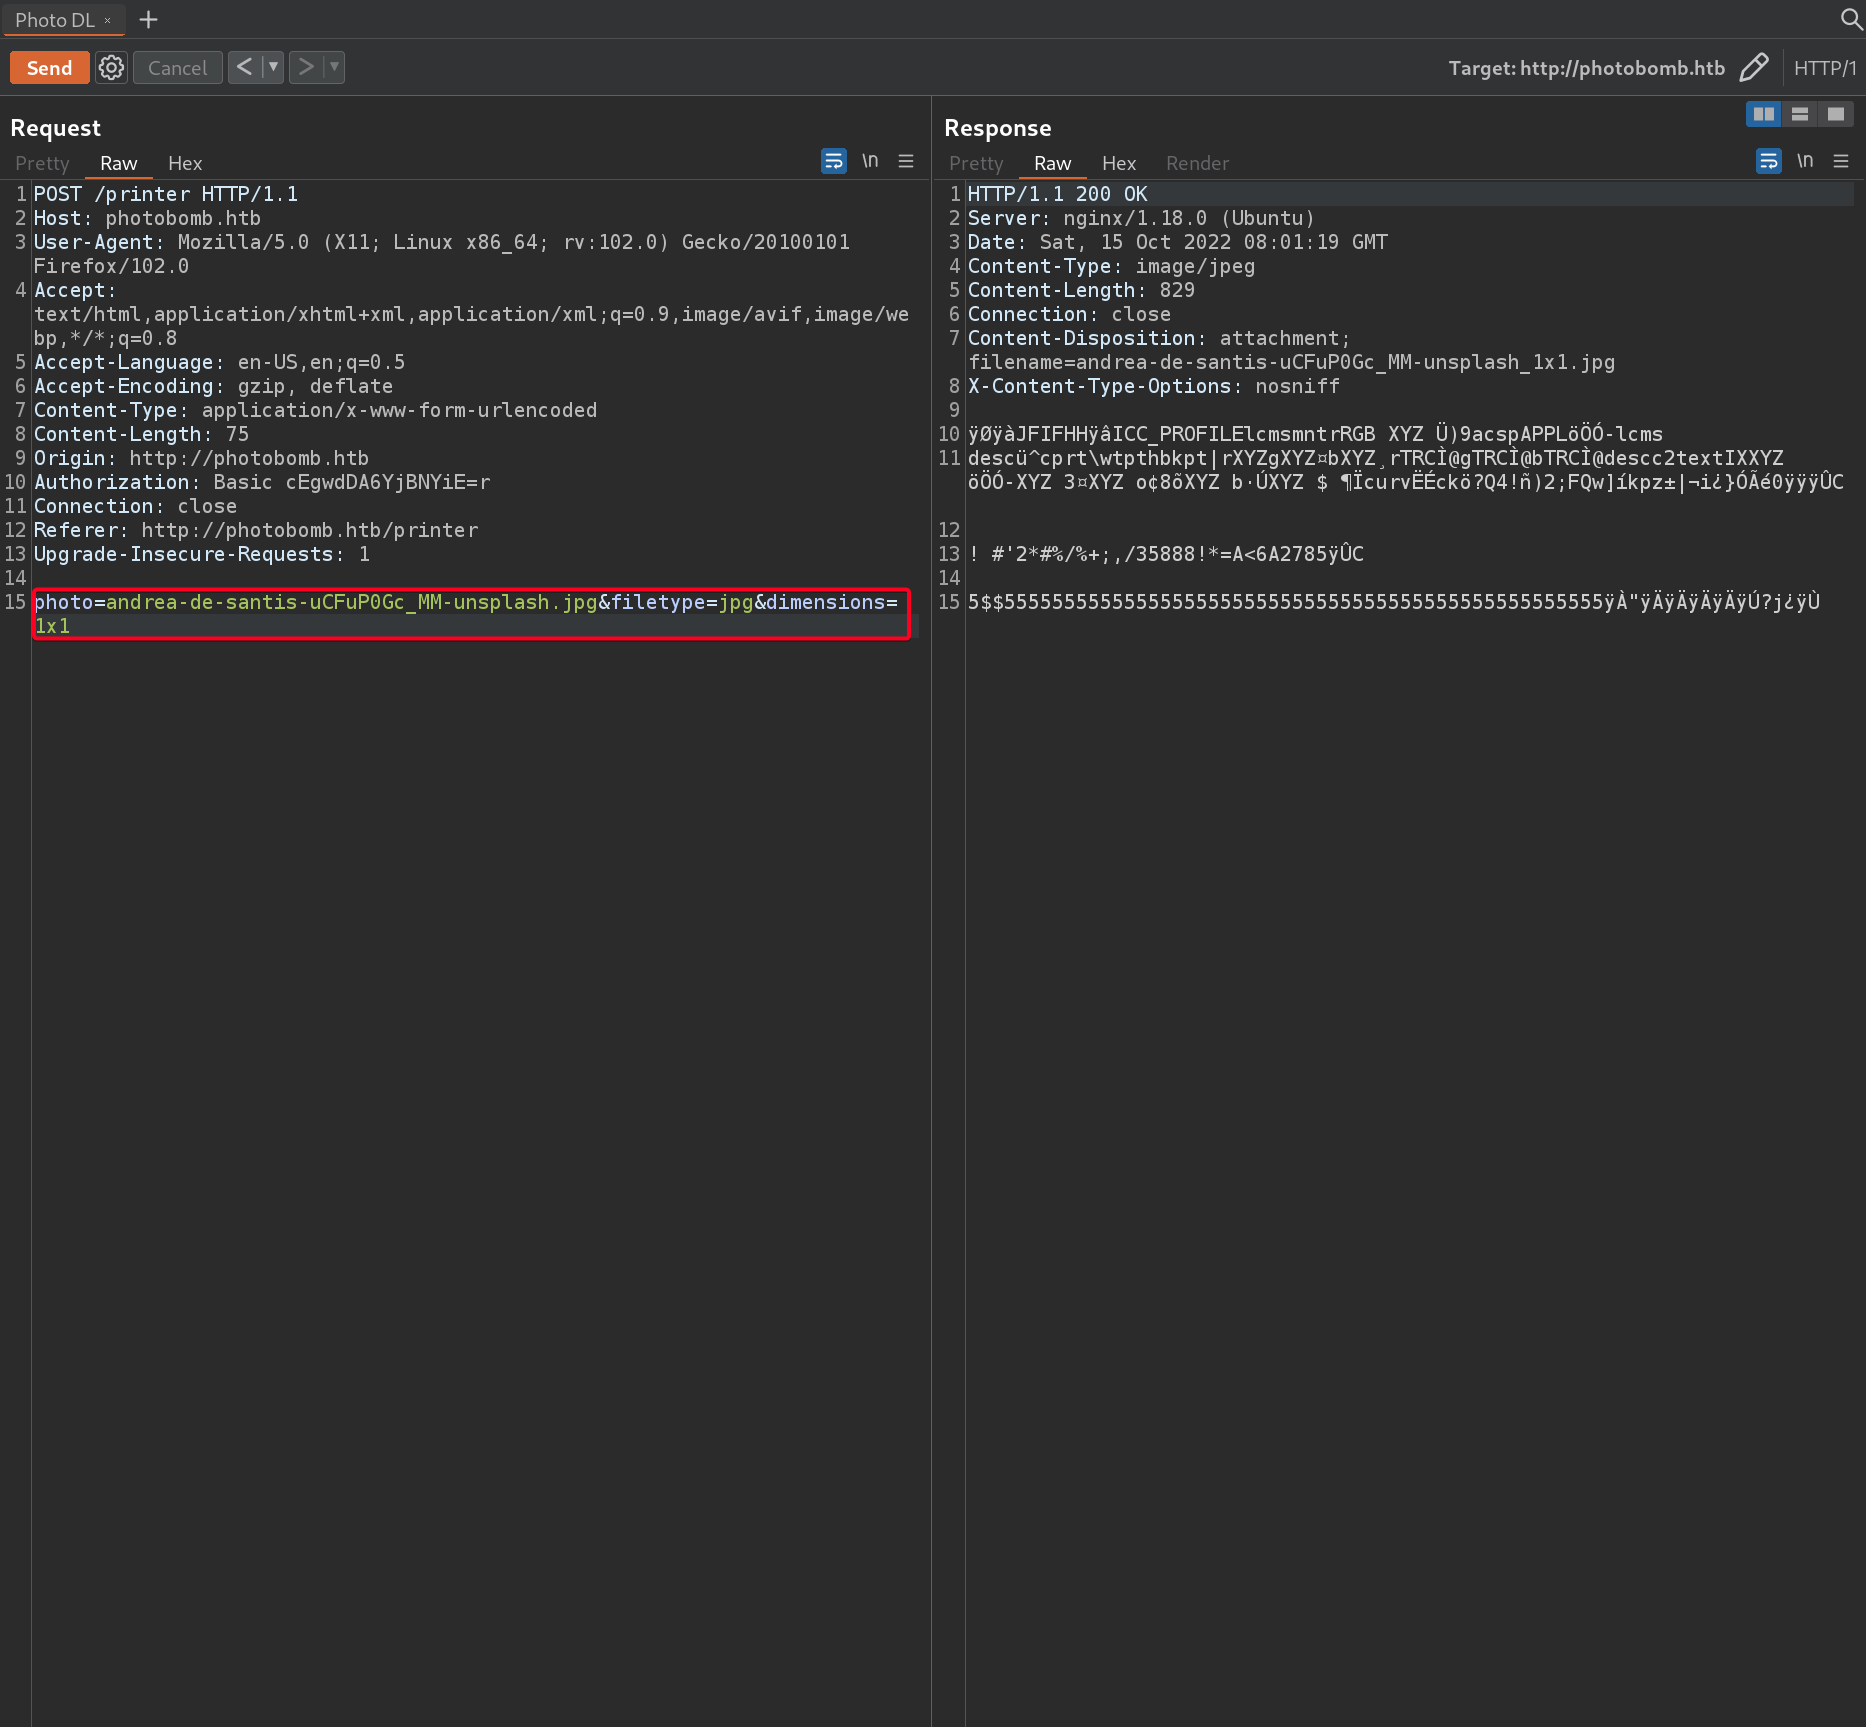 Photo DL × +
Send Cancel < ▼ > ▼ Target: http://photobomb.htb HTTP/1
Request
Pretty Raw Hex \n
1 POST /printer HTTP/1.1
2 Host: photobomb.htb
3 User-Agent: Mozilla/5.0 (X11; Linux x86_64; rv:102.0) Gecko/20100101
Firefox/102.0
4 Accept:
text/html,application/xhtml+xml,application/xml;q=0.9,image/avif,image/we
bp,*/*;q=0.8
5 Accept-Language: en-US,en;q=0.5
6 Accept-Encoding: gzip, deflate
7 Content-Type: application/x-www-form-urlencoded
8 Content-Length: 75
9 Origin: http://photobomb.htb
10 Authorization: Basic cEgwdDA6YjBNYiE=r
11 Connection: close
12 Referer: http://photobomb.htb/printer
13 Upgrade-Insecure-Requests: 1
14
15 photo=andrea-de-santis-uCFuP0Gc_MM-unsplash.jpg&filetype=jpg&dimensions=
1x1
Response
Pretty Raw Hex Render \n
1 HTTP/1.1 200 OK
2 Server: nginx/1.18.0 (Ubuntu)
3 Date: Sat, 15 Oct 2022 08:01:19 GMT
4 Content-Type: image/jpeg
5 Content-Length: 829
6 Connection: close
7 Content-Disposition: attachment;
filename=andrea-de-santis-uCFuP0Gc_MM-unsplash_1x1.jpg
8 X-Content-Type-Options: nosniff
9
10 ÿØÿàJFIFHHÿâICC_PROFILElcmsmntrRGB XYZ Ü)9acspAPPLöÖÓ-lcms
11 descü^cprt\wtpthbkpt|rXYZgXYZ¤bXYZ¸rTRCÌ@gTRCÌ@bTRCÌ@descc2textIXXYZ
öÖÓ-XYZ 3¤XYZ o¢8õXYZ b·ÚXYZ $ ¶ÏcurvËÉckö?Q4!ñ)2;FQw]íkpz±|¬i¿}ÓÃé0ÿÿÿÛC
12
13 ! #'2*#%/%+;,/35888!*=A<6A2785ÿÛC
14
15 5$$55555555555555555555555555555555555555555555555555ÿÀ"ÿÄÿÄÿÄÿÄÿÚ?j¿ÿÙ